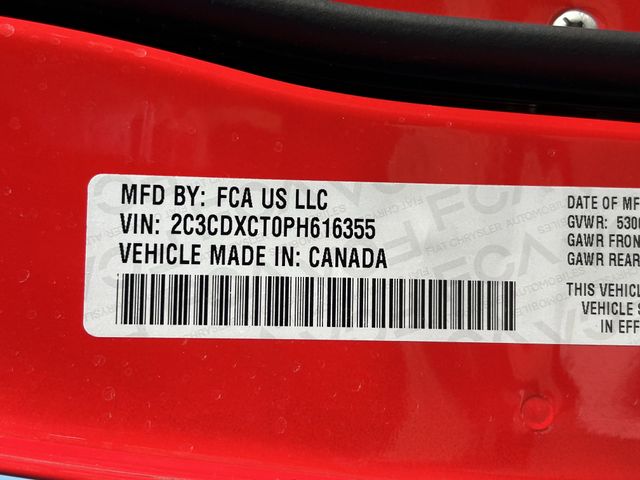 MFD BY: FCA US LLC
VIN: 2C3CDXCT0PH616355
VEHICLE MADE IN: CANADA
DATE OF MF
GVWR: 530
GAWR FRON
GAWR REAR
THIS VEHICL
VEHICLE S
IN EFF